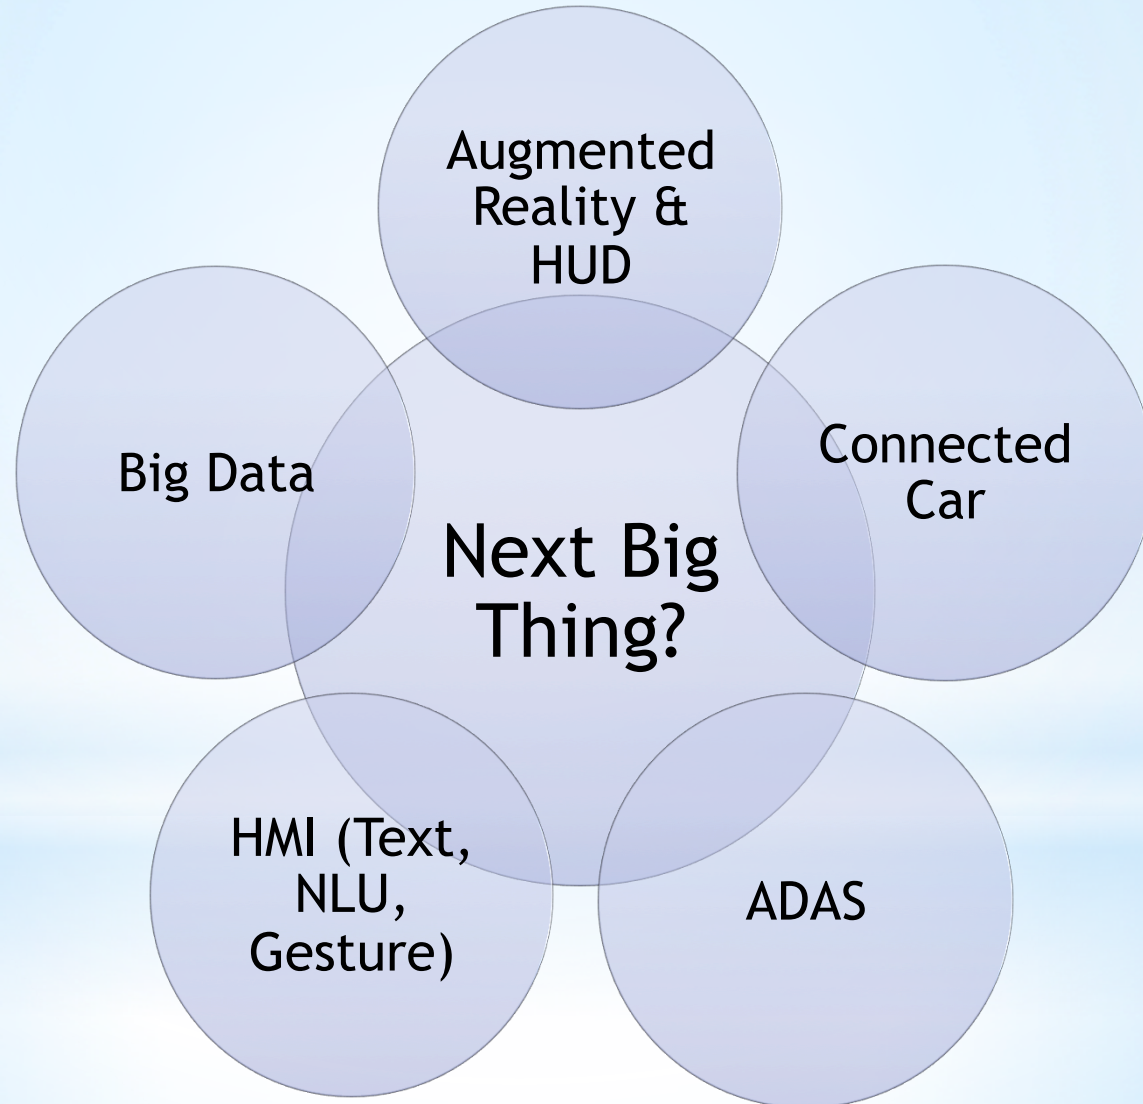 Augmented
Reality &
HUD
Connected
Car
Big Data
Next Big
Thing?
HMI (Text,
NLU,
Gesture)
ADAS